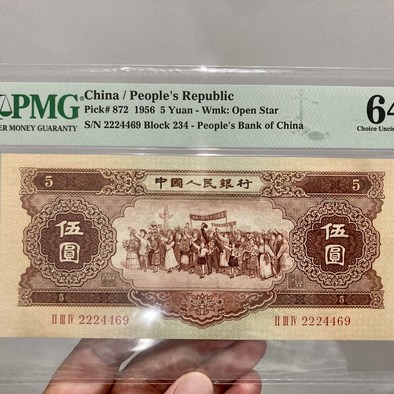 PMG China / People's Republic
Pick# 872 1956 5 Yuan - Wmk: Open Star
S/N 2224469 Block 234 - People's Bank of China
ER MONEY GUARANTY
64
Choice Uncirc
5 中國人民銀行 5
伍圓 伍圓
5 5
II III IV 2224469 II III IV 2224469